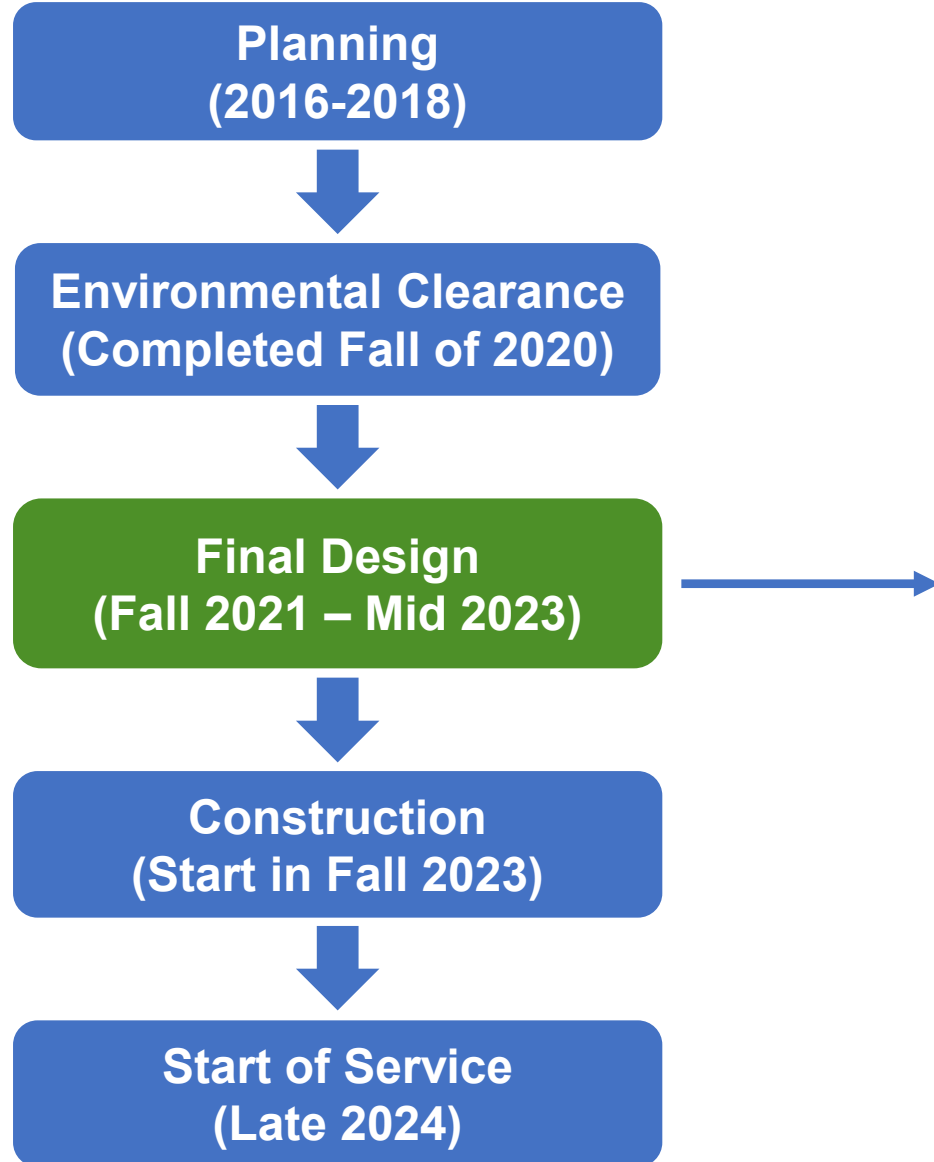 Planning
(2016-2018)
Environmental Clearance
(Completed Fall of 2020)
Final Design
(Fall 2021 – Mid 2023)
Construction
(Start in Fall 2023)
Start of Service
(Late 2024)